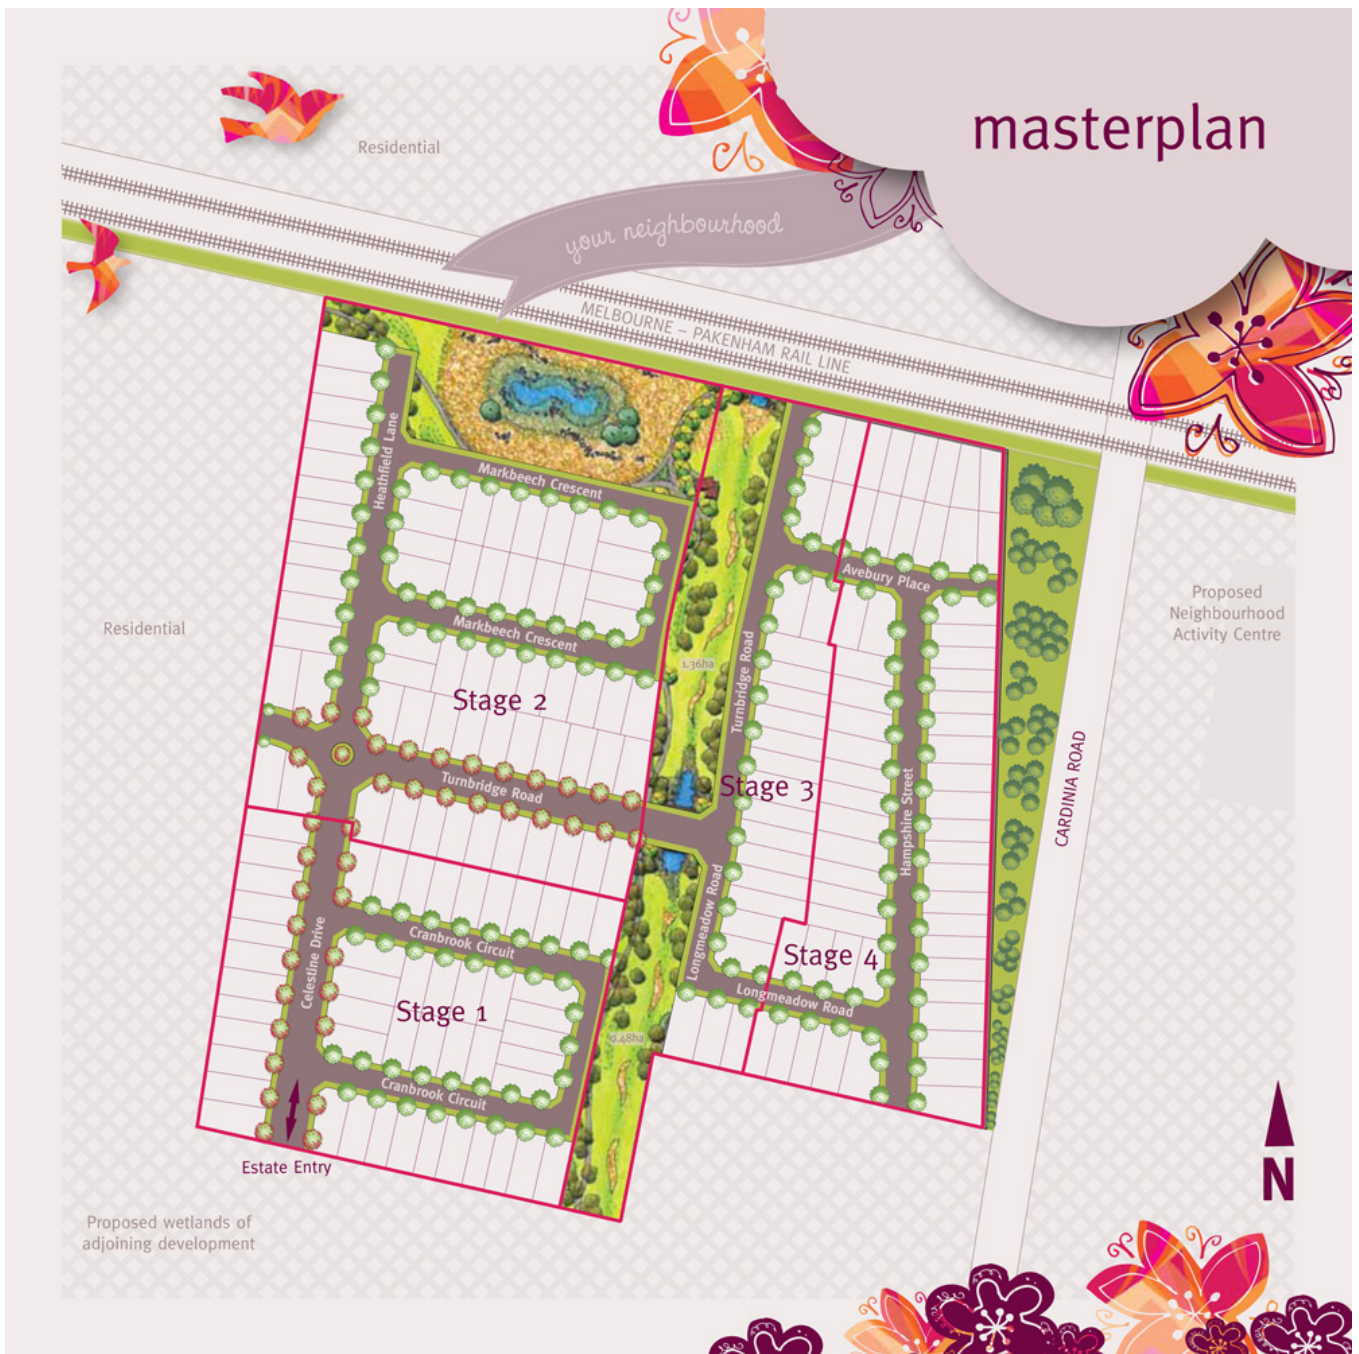 masterplan
Residential
your neighbourhood
MELBOURNE – PAKENHAM RAIL LINE
Heathfield Lane
Markbeech Crescent
Avebury Place
Proposed
Neighbourhood
Activity Centre
Residential
Markbeech Crescent
1.36ha
Turnbridge Road
Stage 2
CARDINIA ROAD
Turnbridge Road
Stage 3
Hampshire Street
Longmeadow Road
Cranbrook Circuit
Celestine Drive
Stage 4
Longmeadow Road
Stage 1
0.48ha
Cranbrook Circuit
Estate Entry
N
Proposed wetlands of
adjoining development